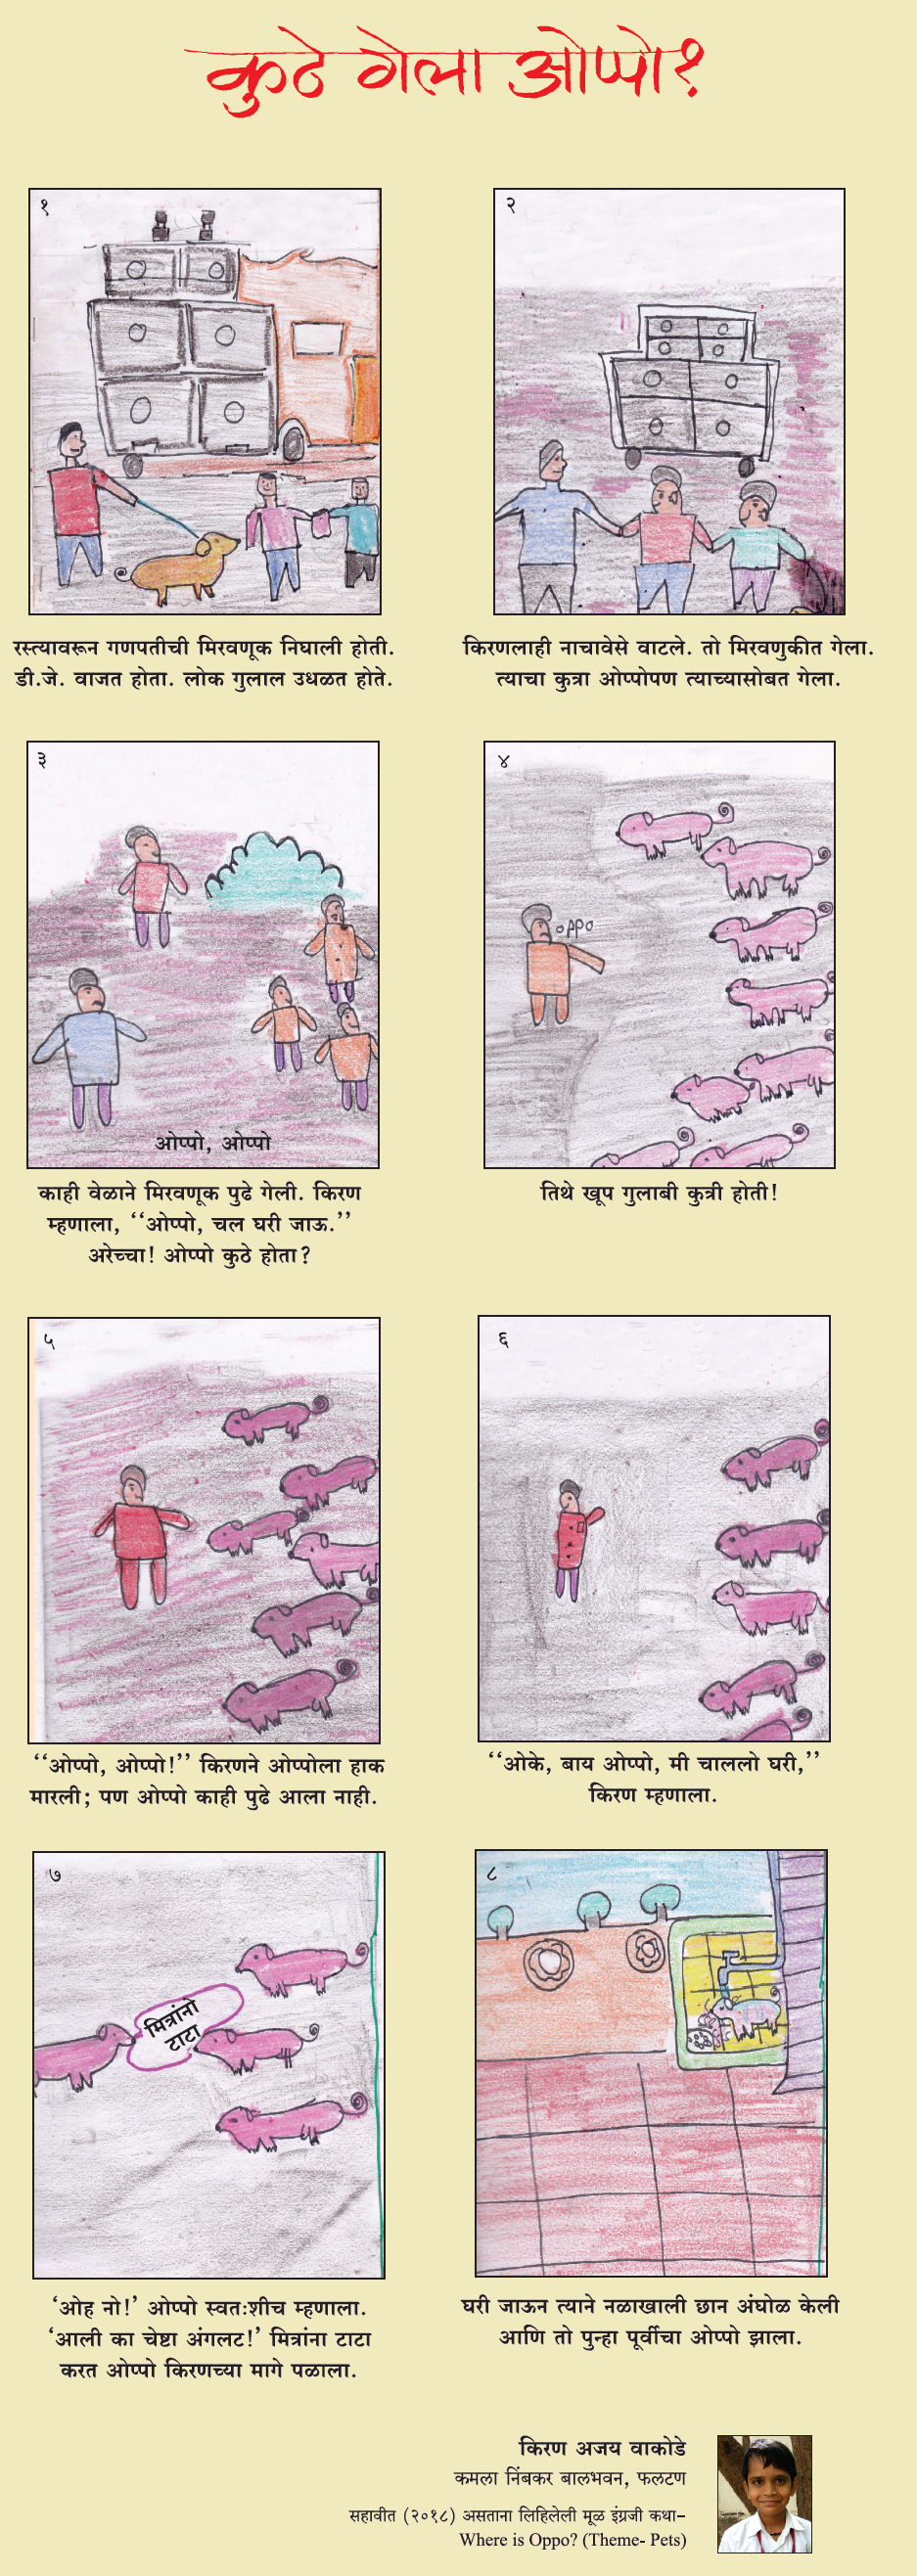 कुठे गेला ओप्पो?
१
रस्त्यावरून गणपतीची मिरवणूक निघाली होती.
डी.जे. वाजत होता. लोक गुलाल उधळत होते.
२
किरणलाही नाचावेसे वाटले. तो मिरवणुकीत गेला.
त्याचा कुत्रा ओप्पोपण त्याच्यासोबत गेला.
३
ओप्पो, ओप्पो
काही वेळाने मिरवणूक पुढे गेली. किरण
म्हणाला, ‘‘ओप्पो, चल घरी जाऊ.’’
अरेच्चा! ओप्पो कुठे होता?
४
oppo
तिथे खूप गुलाबी कुत्री होती!
५
‘‘ओप्पो, ओप्पो!’’ किरणने ओप्पोला हाक
मारली; पण ओप्पो काही पुढे आला नाही.
६
‘‘ओके, बाय ओप्पो, मी चाललो घरी,’’
किरण म्हणाला.
७
मित्रांनो
टाटा
‘ओह नो!’ ओप्पो स्वतःशीच म्हणाला.
‘आली का चेष्टा अंगलट!’ मित्रांना टाटा
करत ओप्पो किरणच्या मागे पळाला.
८
घरी जाऊन त्याने नळाखाली छान अंघोळ केली
आणि तो पुन्हा पूर्वीचा ओप्पो झाला.
किरण अजय वाकोडे
कमला निंबकर बालभवन, फलटण
सहावीत (२०१८) असताना लिहिलेली मूळ इंग्रजी कथा–
Where is Oppo? (Theme- Pets)